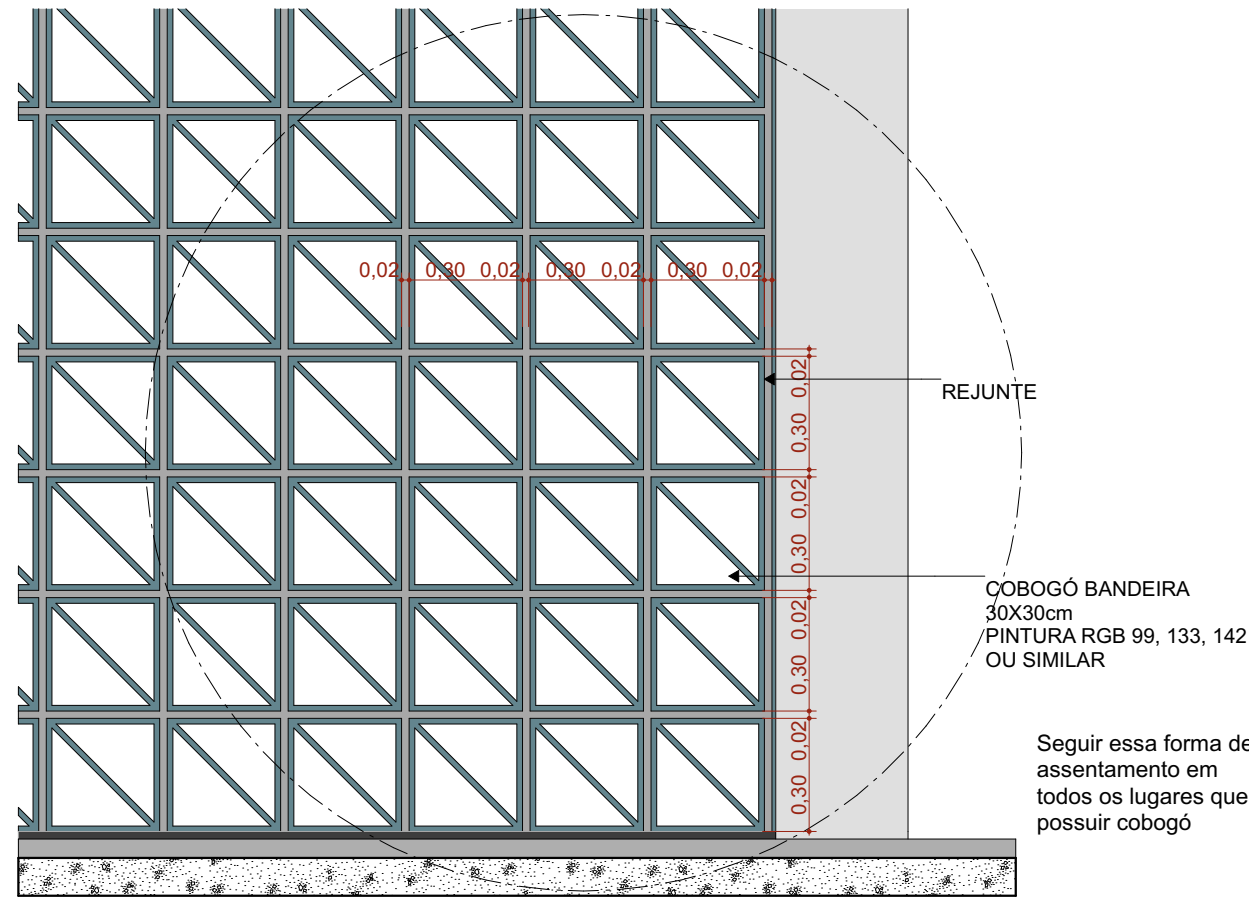 0,02 0,30 0,02 0,30 0,02 0,30 0,02
0,02
0,30
0,02
0,30
0,02
0,30
0,02
0,30
REJUNTE
COBOGÓ BANDEIRA
30X30cm
PINTURA RGB 99, 133, 142
OU SIMILAR
Seguir essa forma de
assentamento em
todos os lugares que
possuir cobogó